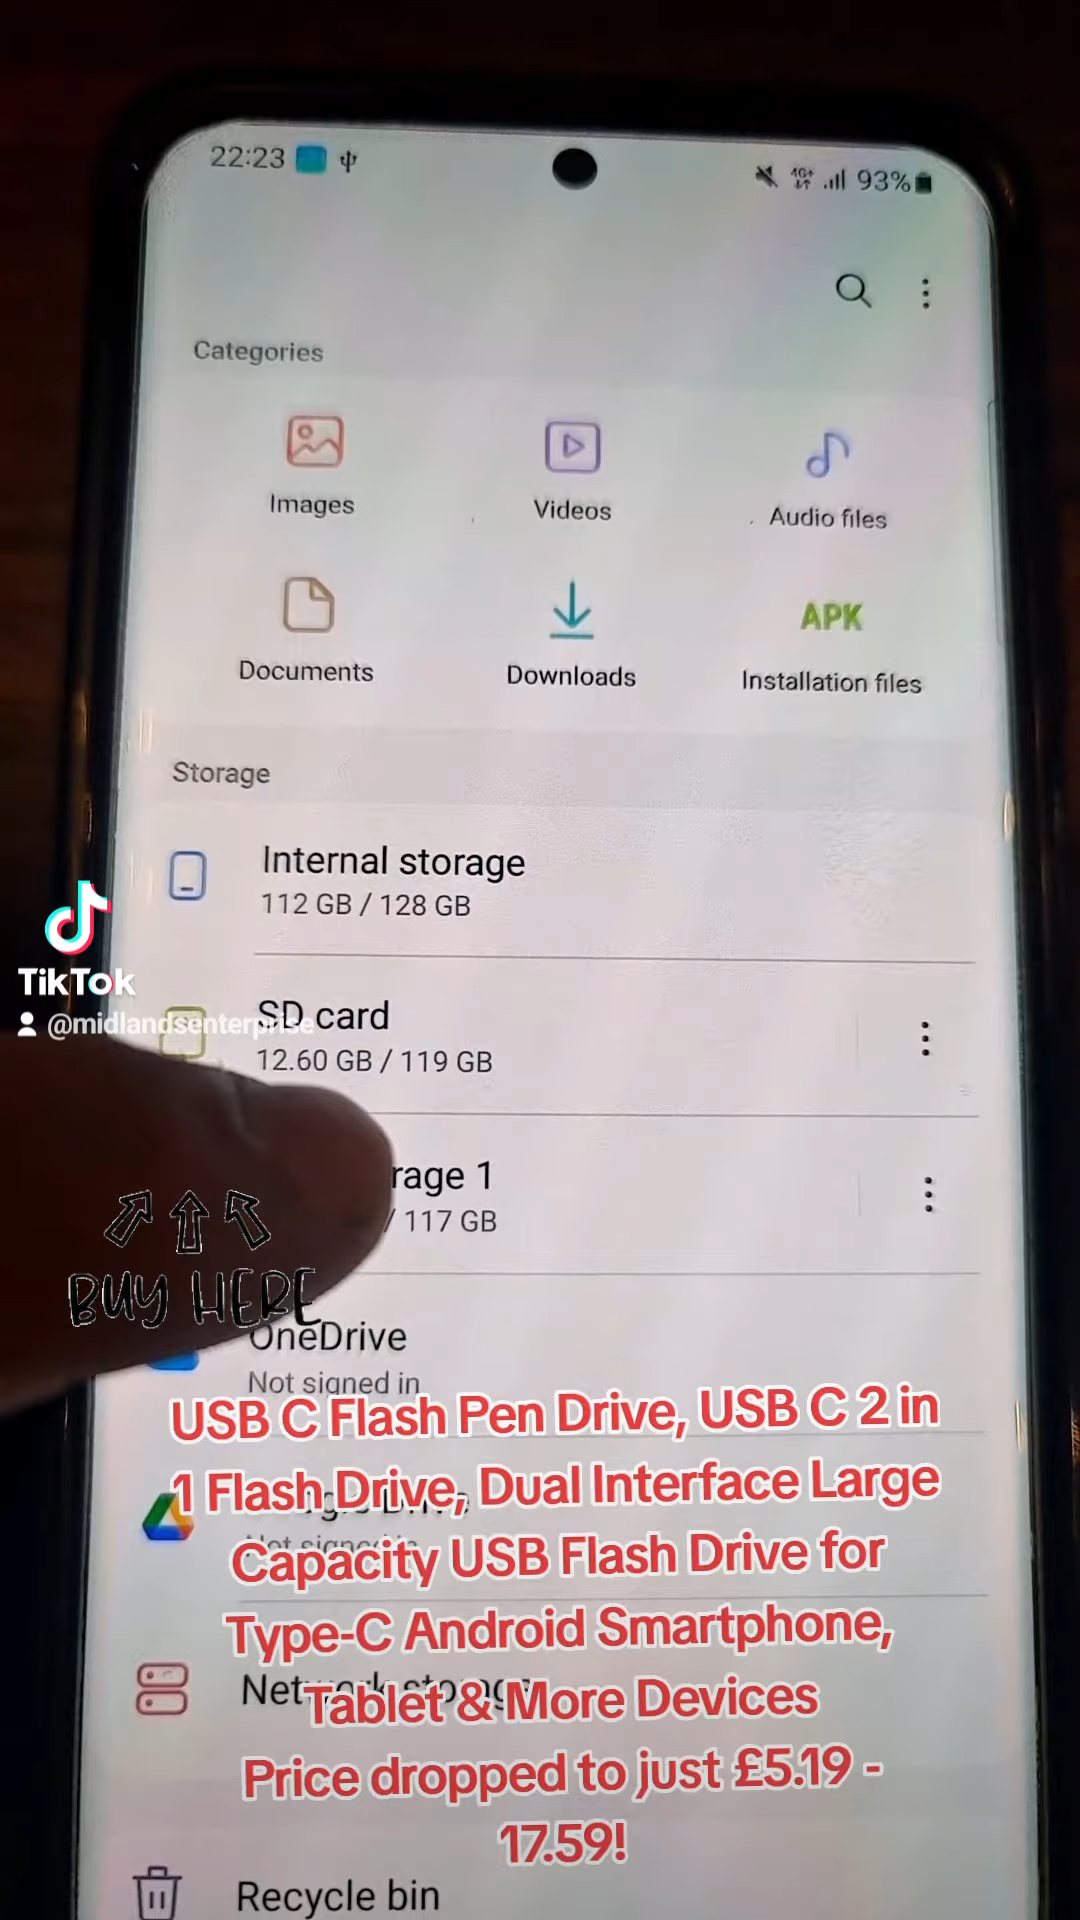 22:23
4G+ 93%
Categories
Images
Videos
Audio files
Documents
Downloads
APK
Installation files
Storage
Internal storage
112 GB / 128 GB
TikTok
@midlandsenterprise
SD card
12.60 GB / 119 GB
rage 1
/ 117 GB
BUY HERE
OneDrive
Not signed in
USB C Flash Pen Drive, USB C 2 in
1 Flash Drive, Dual Interface Large
Capacity USB Flash Drive for
Type-C Android Smartphone,
Tablet & More Devices
Price dropped to just £5.19 -
17.59!
Network storage
Recycle bin